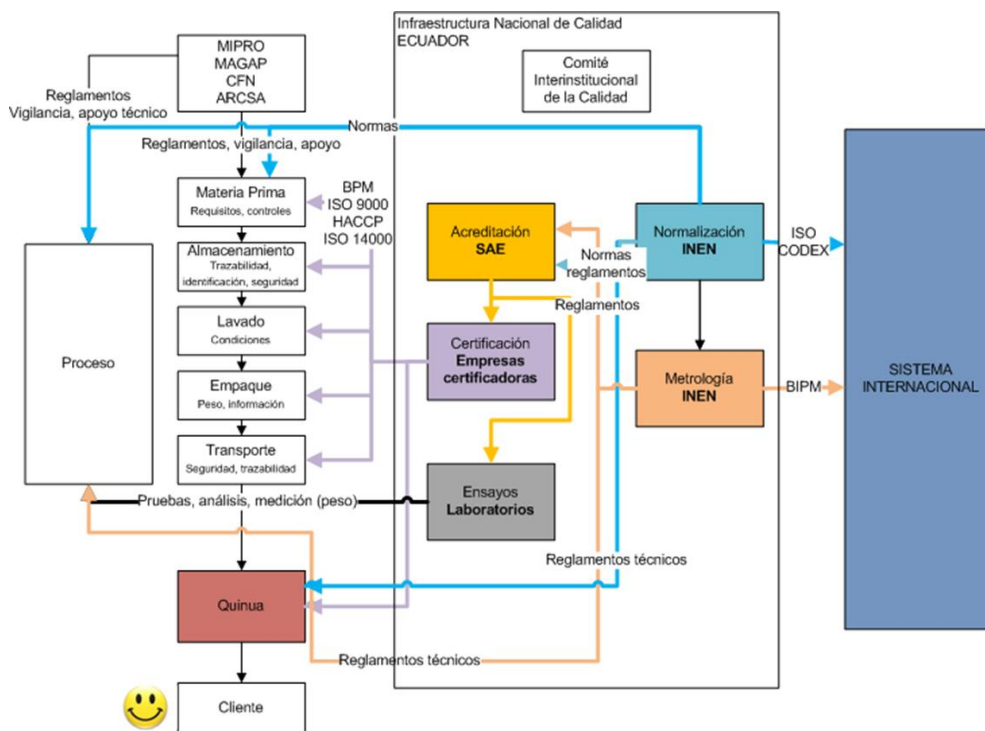 Infraestructura Nacional de Calidad
ECUADOR
MIPRO
MAGAP
CFN
ARCSA
Comité
Interinstitucional
de la Calidad
Reglamentos
Vigilancia, apoyo técnico
Normas
Reglamentos, vigilancia, apoyo
Materia Prima
Requisitos, controles
BPM
ISO 9000
HACCP
ISO 14000
Acreditación
SAE
Normalización
INEN
ISO
CODEX
Almacenamiento
Trazabilidad,
identificación, seguridad
Normas
reglamentos
Reglamentos
Lavado
Condiciones
Proceso
Certificación
Empresas
certificadoras
Metrología
INEN
BIPM
SISTEMA
INTERNACIONAL
Empaque
Peso, información
Transporte
Seguridad, trazabilidad
Pruebas, análisis, medición (peso)
Ensayos
Laboratorios
Reglamentos técnicos
Quinua
Reglamentos técnicos
Cliente